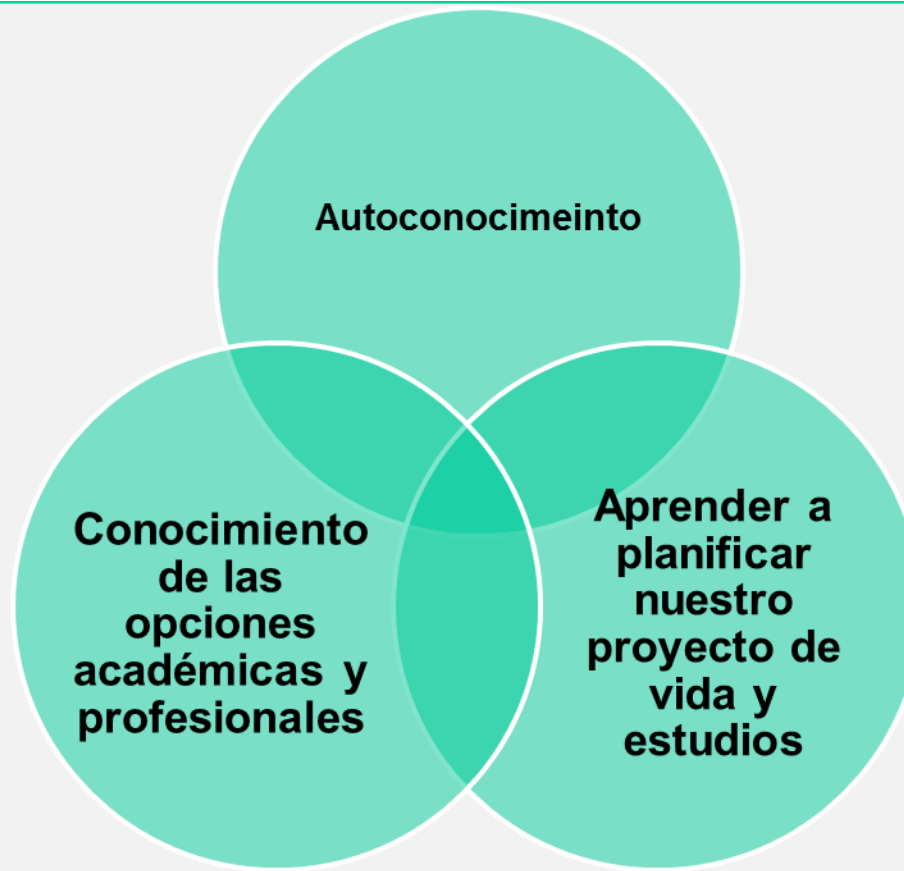 Autoconocimeinto
Conocimiento
de las
opciones
académicas y
profesionales
Aprender a
planificar
nuestro
proyecto de
vida y
estudios